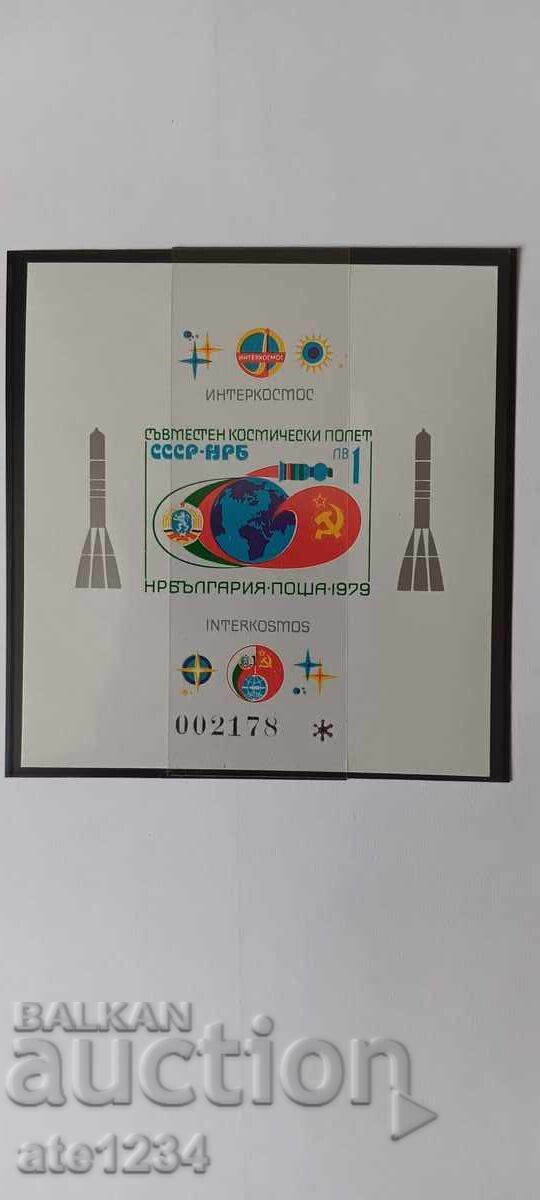 ИНТЕРКОСМОС
ИНТЕРКОСМОС
СЪВМЕСТЕН КОСМИЧЕСКИ ПОЛЕТ
СССР·НРБ
ЛВ 1
НРБЪЛГАРИЯ·ПОЩА·1979
INTERKOSMOS
002178 *
BALKAN
auction
ate1234